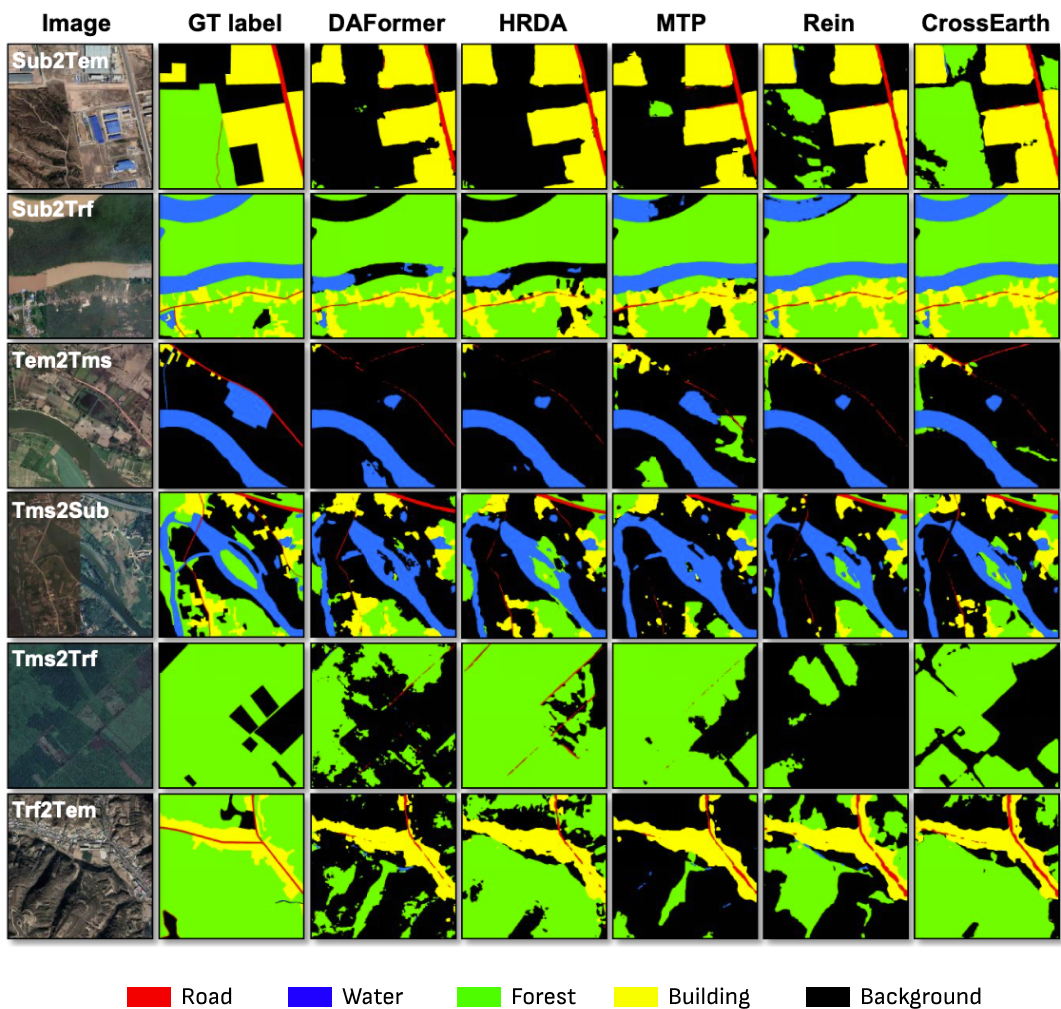 Image GT label DAFormer HRDA MTP Rein CrossEarth
Sub2Tem
Sub2Trf
Tem2Tms
Tms2Sub
Tms2Trf
Trf2Tem
Road Water Forest Building Background